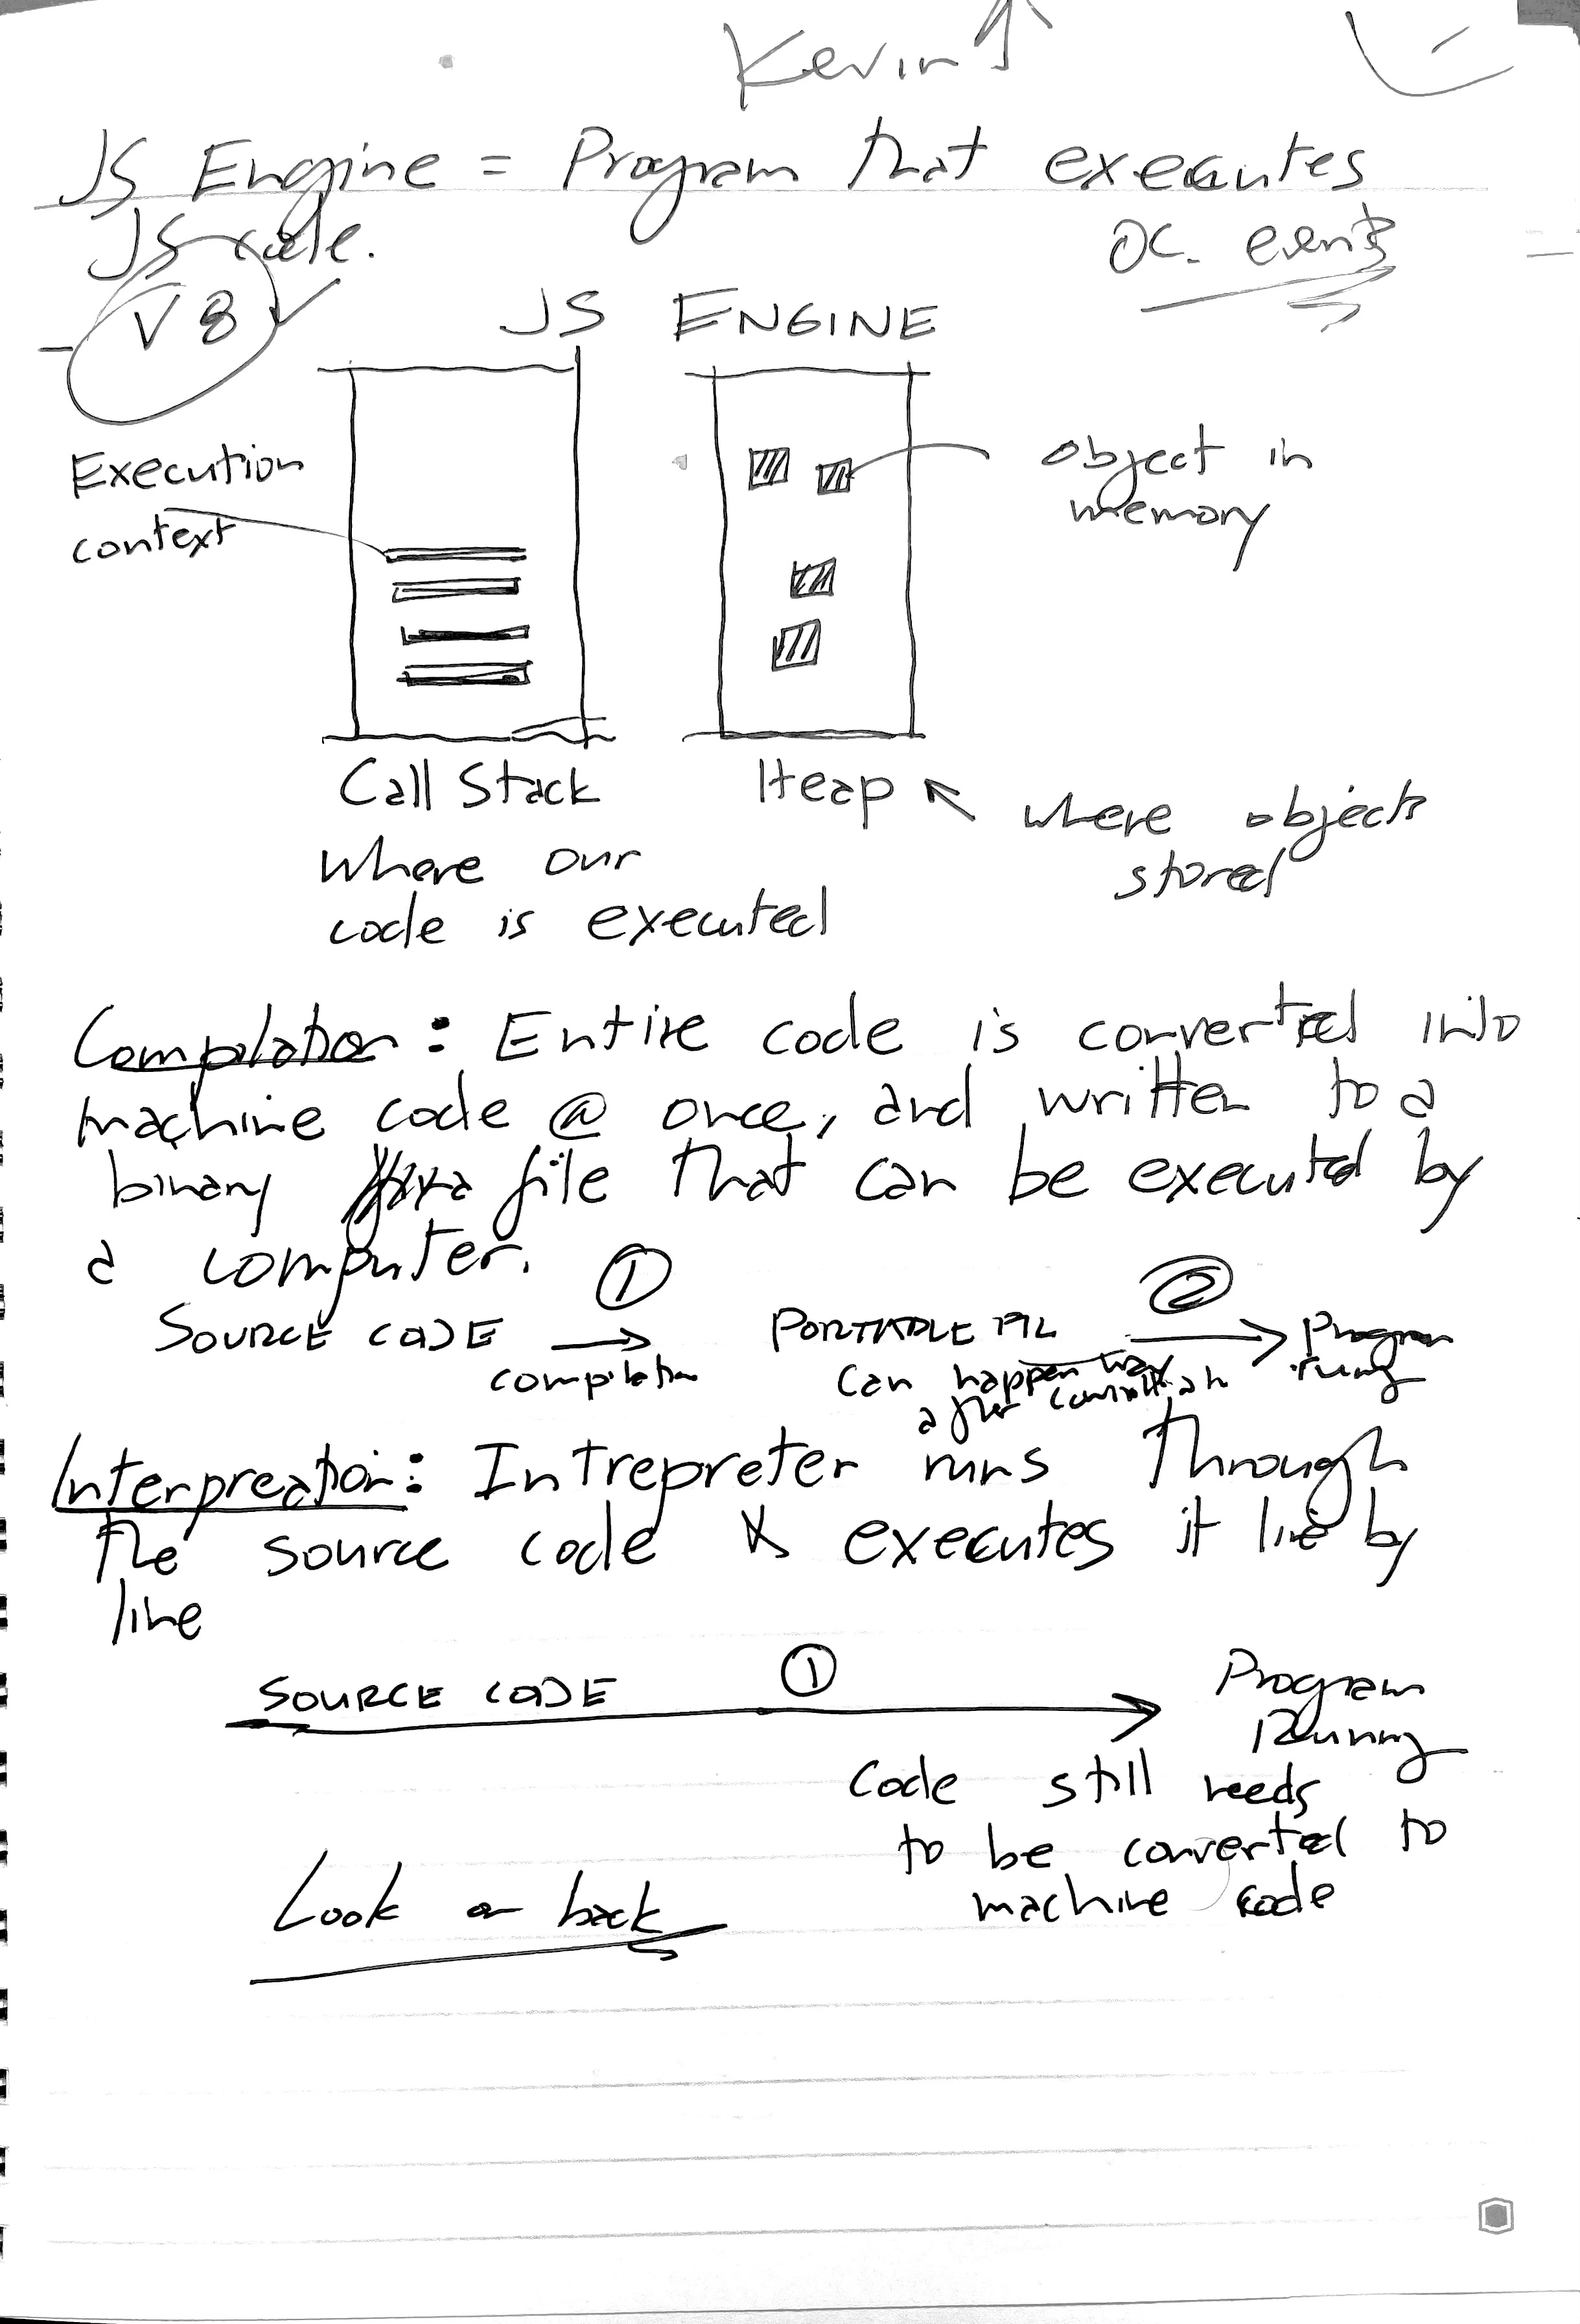 Kevin
JS Engine = Program that executes
JS code.
OC. events
V8
JS ENGINE
Execution
context
object in
memory
Call Stack
Heap
where our
code is executed
where objects
stored
Compilation: Entire code is converted into
machine code @ once, and written to a
binary file that can be executed by
a computer.
1
2
SOURCE CODE
PORTABLE FIL
Program
runing
compilation
can happen way
after compilation
Interpreation: Intrepreter runs through
the source code & executes it line by
line
1
SOURCE CODE
Program
Running
Code still needs
to be converted to
machine code
Look on back